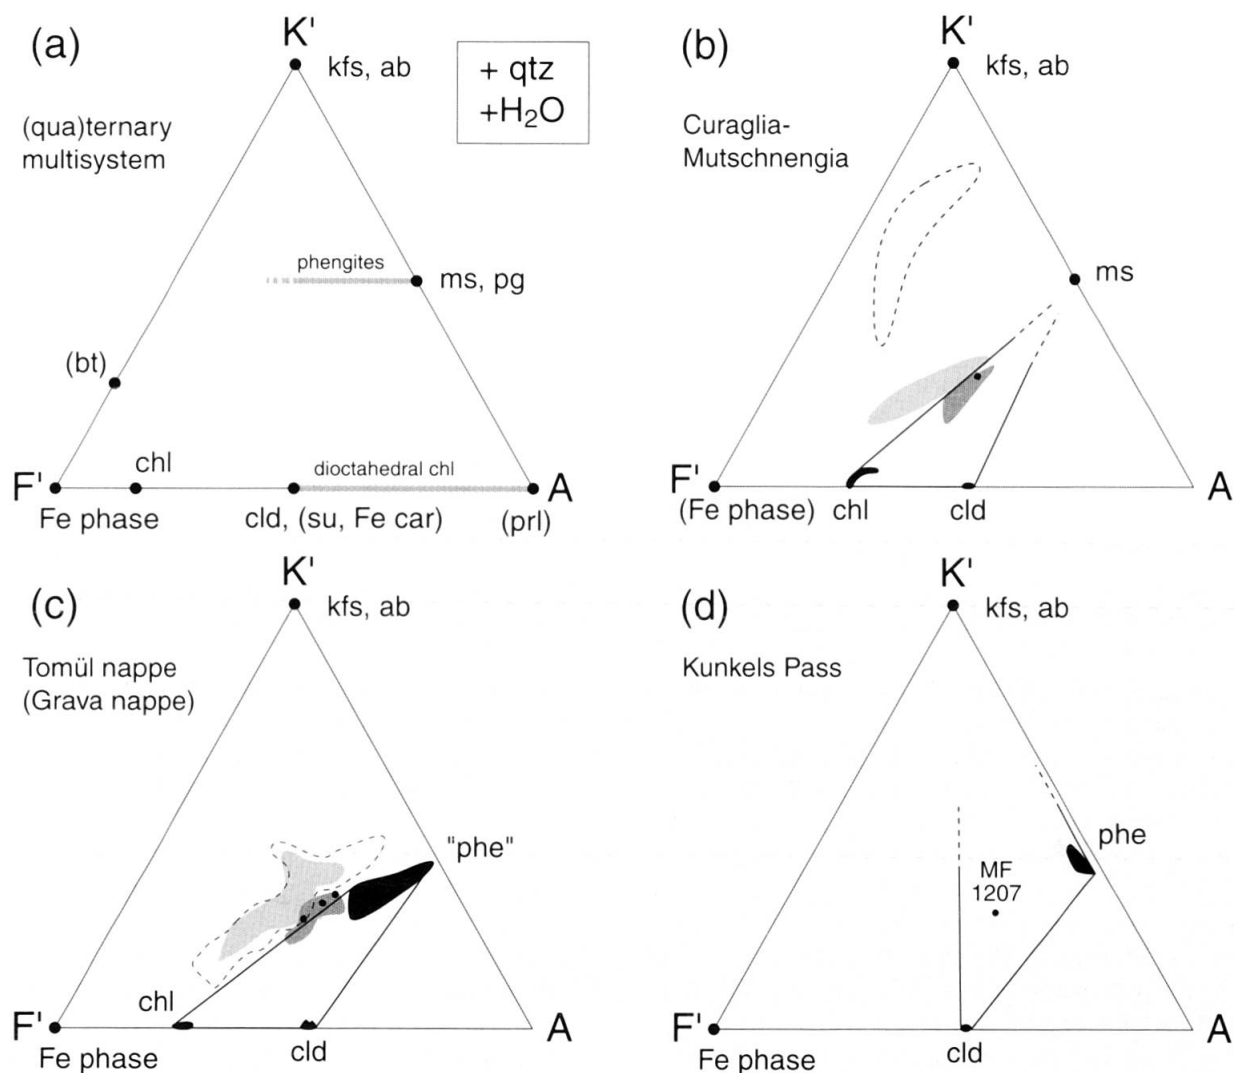 (a)
K'
kfs, ab
+ qtz
+H₂O
(qua)ternary
multisystem
phengites
ms, pg
(bt)
chl
dioctahedral chl
F'
A
Fe phase
cld, (su, Fe car)
(prl)
(b)
K'
kfs, ab
Curaglia-
Mutschnengia
ms
F'
A
(Fe phase)
chl
cld
(c)
K'
kfs, ab
Tomül nappe
(Grava nappe)
"phe"
chl
F'
A
Fe phase
cld
(d)
K'
kfs, ab
Kunkels Pass
phe
MF
1207
F'
A
Fe phase
cld